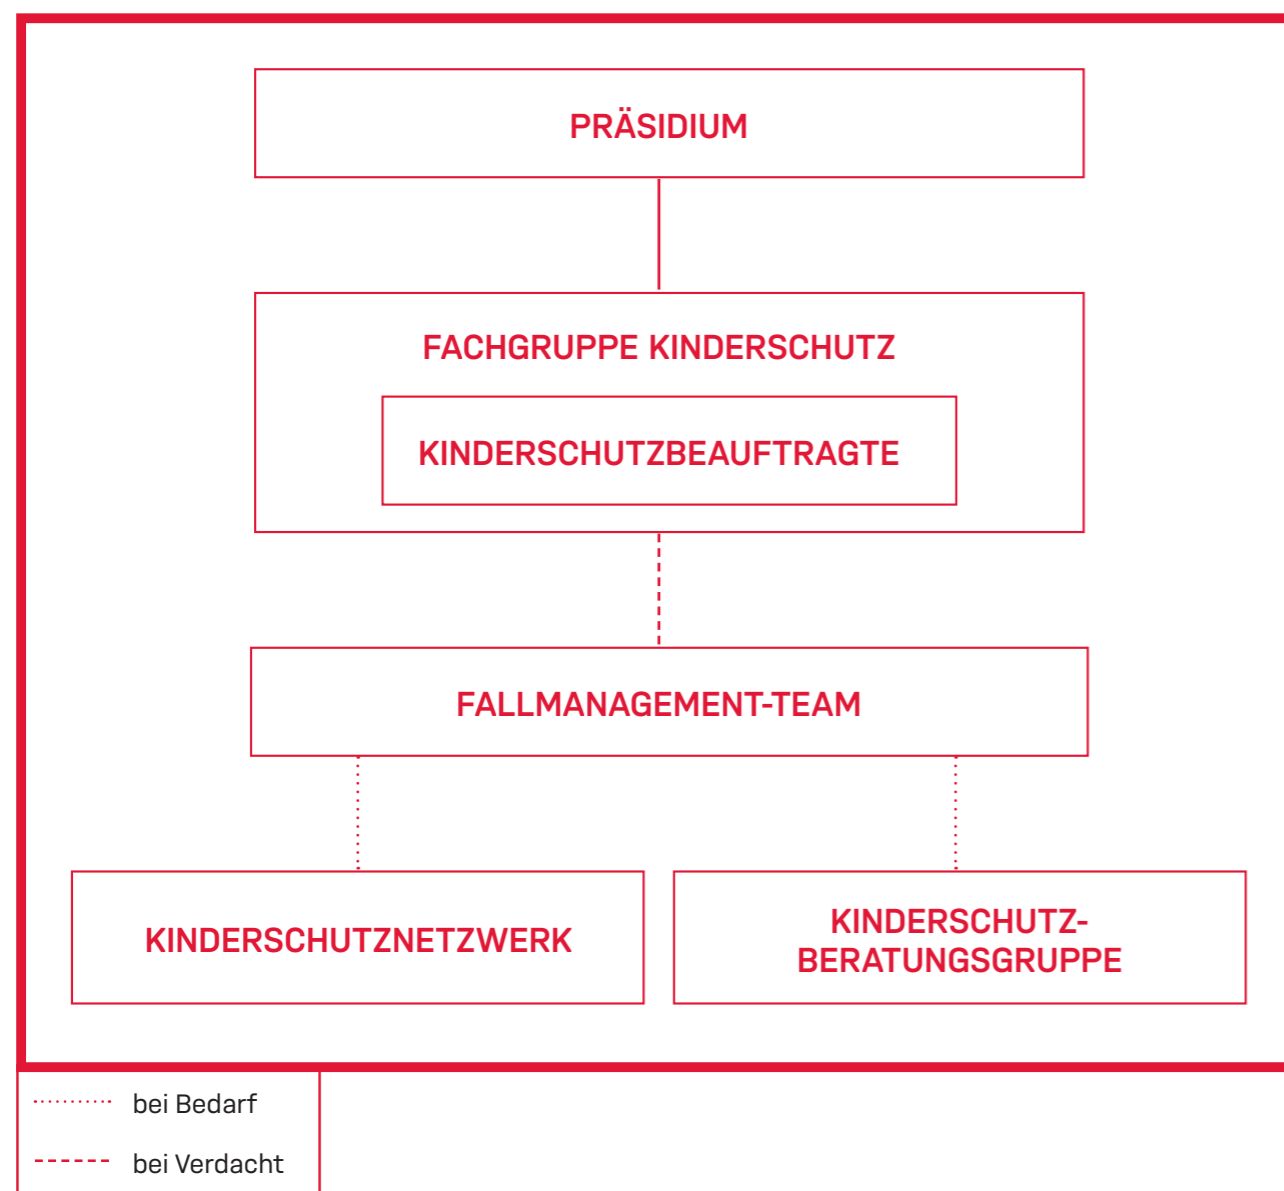 PRÄSIDIUM
FACHGRUPPE KINDERSCHUTZ
KINDERSCHUTZBEAUFTRAGTE
FALLMANAGEMENT-TEAM
KINDERSCHUTZNETZWERK
KINDERSCHUTZ-
BERATUNGSGRUPPE
bei Bedarf
bei Verdacht